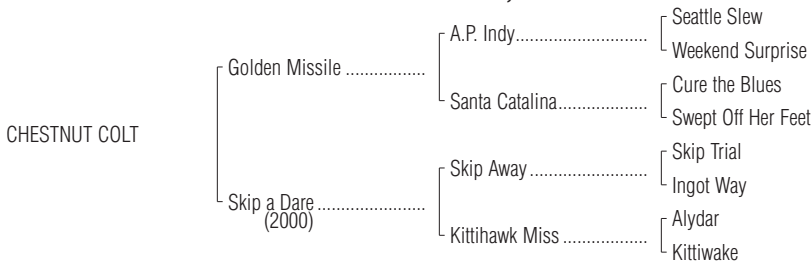 Seattle Slew
A.P. Indy
Weekend Surprise
Golden Missile
Cure the Blues
Santa Catalina
Swept Off Her Feet
CHESTNUT COLT
Skip Trial
Skip Away
Ingot Way
Skip a Dare
(2000)
Alydar
Kittihawk Miss
Kittiwake